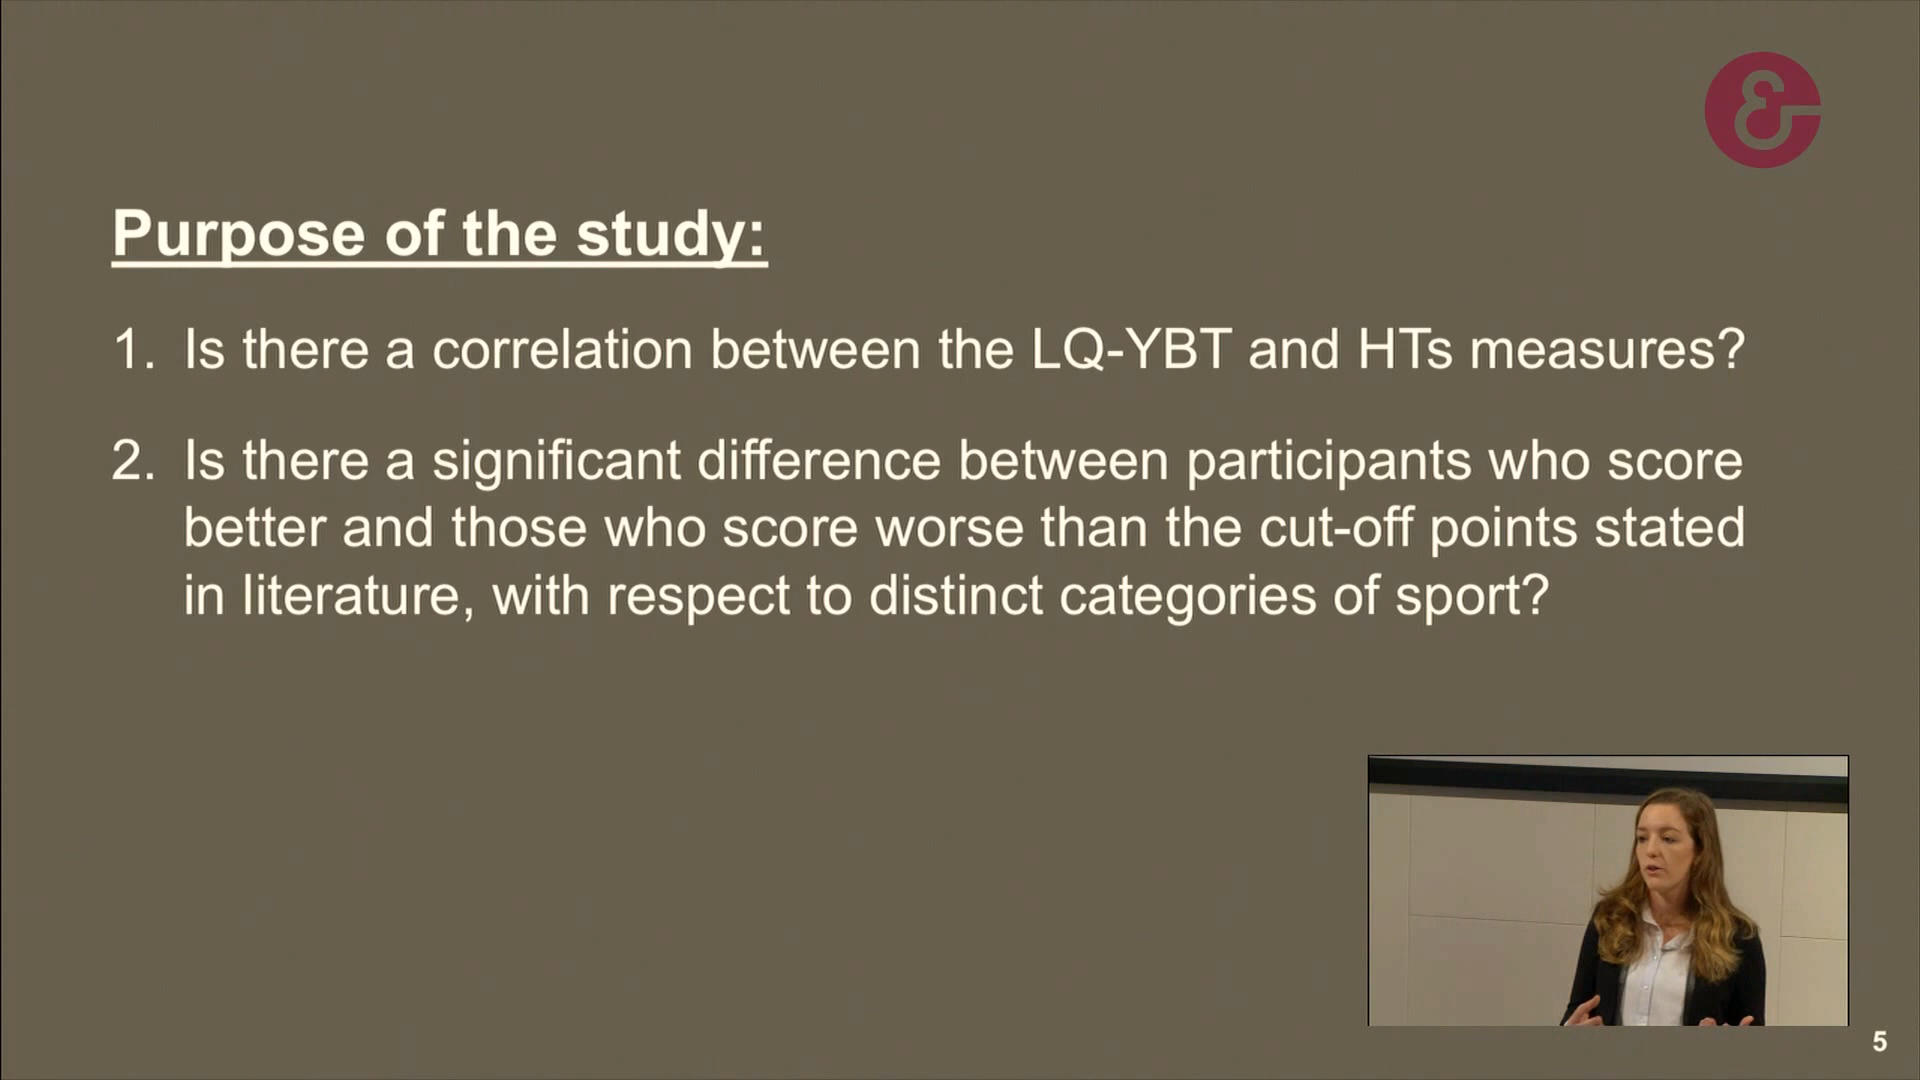 &
Purpose of the study:
1. Is there a correlation between the LQ-YBT and HTs measures?
2. Is there a significant difference between participants who score
better and those who score worse than the cut-off points stated
in literature, with respect to distinct categories of sport?
5